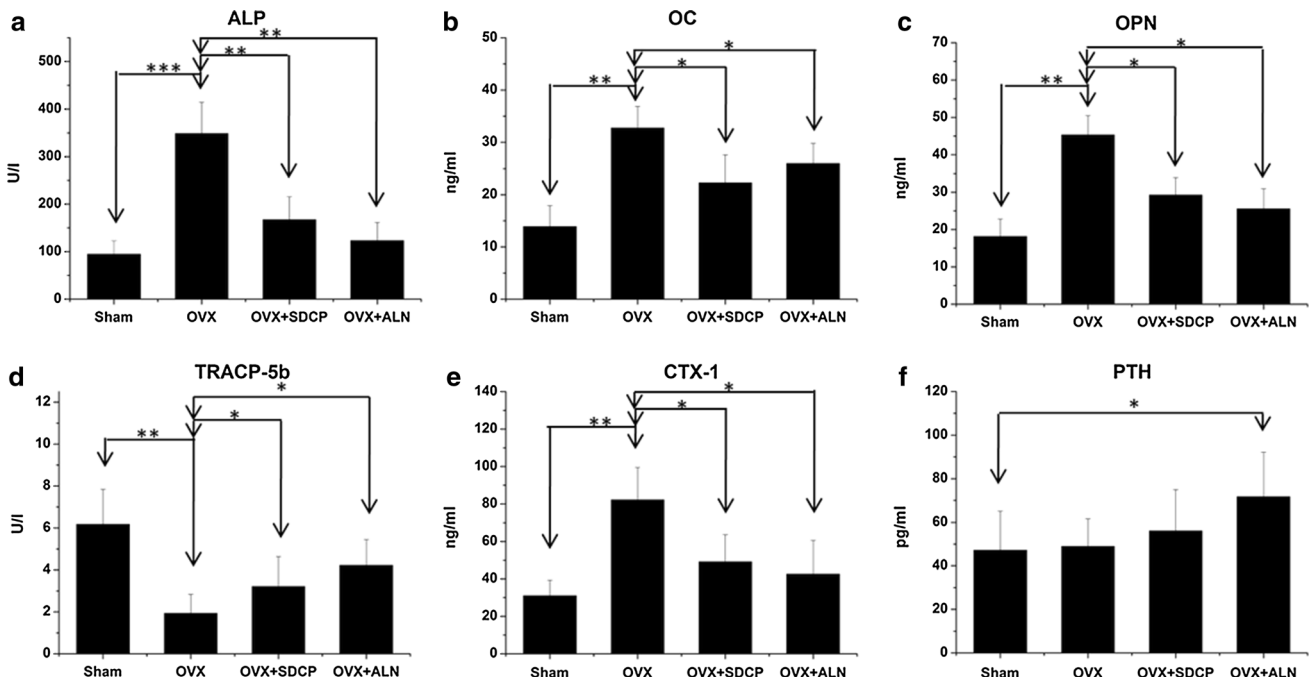 a
ALP
U/l
500
400
300
200
100
0
***
**
**
Sham OVX OVX+SDCP OVX+ALN
b
OC
ng/ml
50
40
30
20
10
0
**
*
*
Sham OVX OVX+SDCP OVX+ALN
c
OPN
ng/ml
70
60
50
40
30
20
10
0
**
*
*
Sham OVX OVX+SDCP OVX+ALN
d
TRACP-5b
U/l
12
10
8
6
4
2
0
**
*
*
Sham OVX OVX+SDCP OVX+ALN
e
CTX-1
ng/ml
140
120
100
80
60
40
20
0
**
*
*
Sham OVX OVX+SDCP OVX+ALN
f
PTH
pg/ml
120
100
80
60
40
20
0
*
Sham OVX OVX+SDCP OVX+ALN